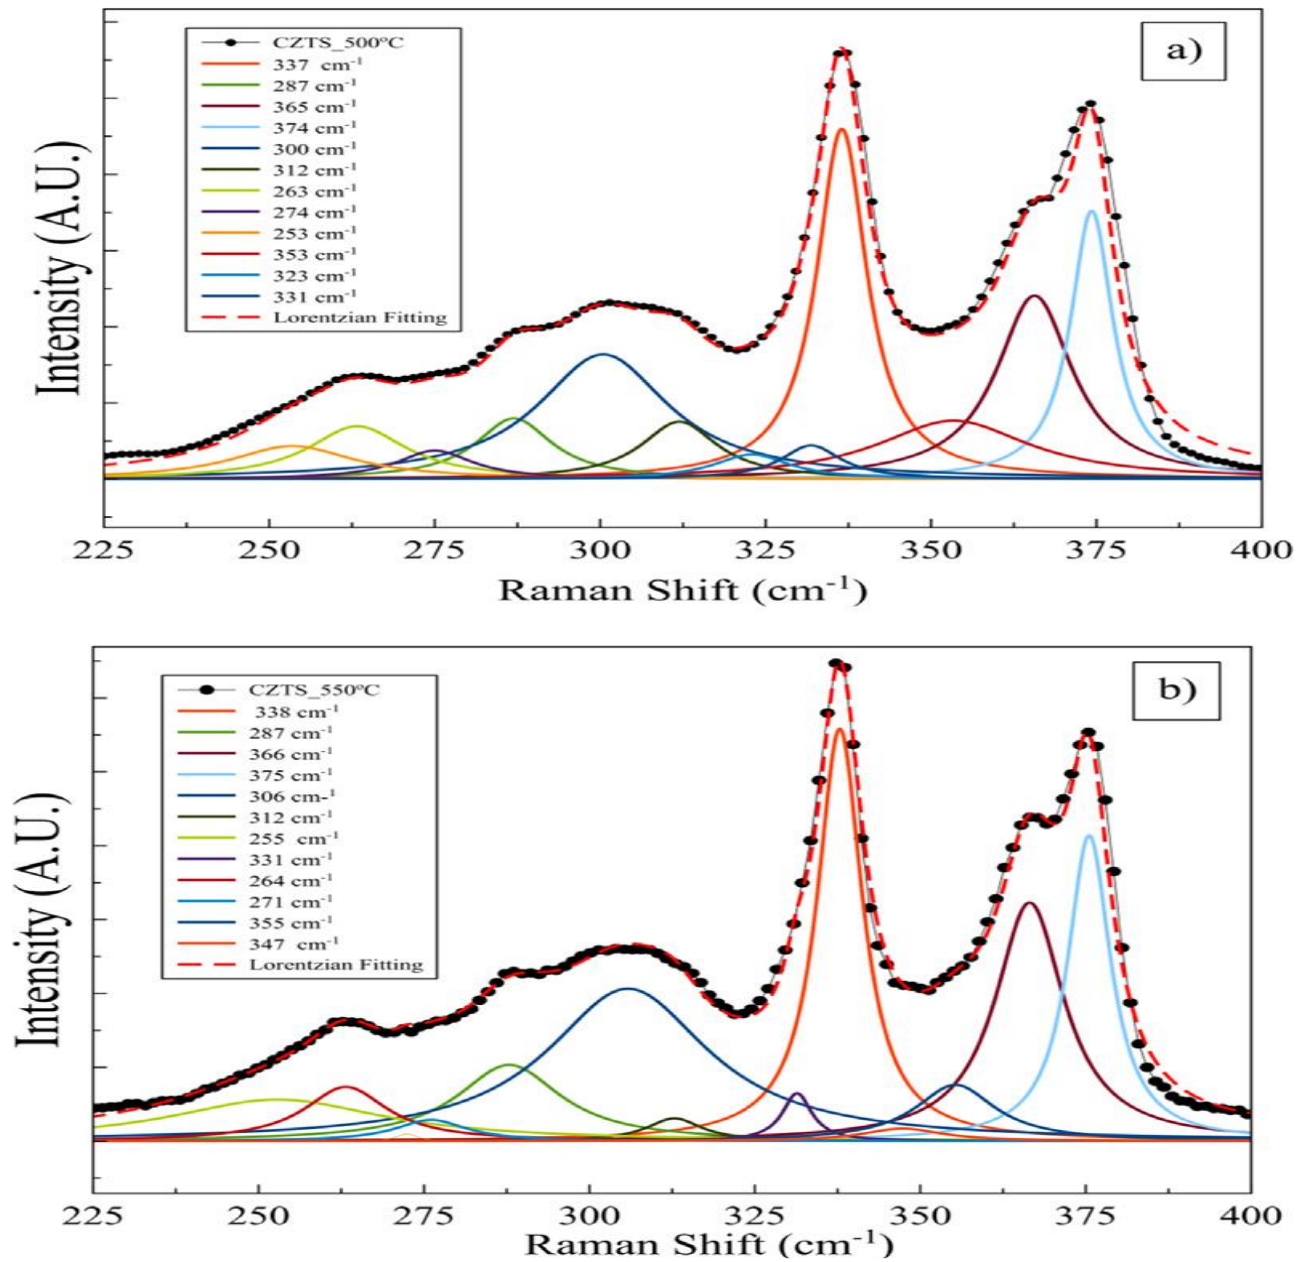 a)
CZTS_500ºC
337 cm-1
287 cm-1
365 cm-1
374 cm-1
300 cm-1
312 cm-1
263 cm-1
274 cm-1
253 cm-1
353 cm-1
323 cm-1
331 cm-1
Lorentzian Fitting
Intensity (A.U.)
225 250 275 300 325 350 375 400
Raman Shift (cm-1)
b)
CZTS_550ºC
338 cm-1
287 cm-1
366 cm-1
375 cm-1
306 cm-1
312 cm-1
255 cm-1
331 cm-1
264 cm-1
271 cm-1
355 cm-1
347 cm-1
Lorentzian Fitting
Intensity (A.U.)
225 250 275 300 325 350 375 400
Raman Shift (cm-1)